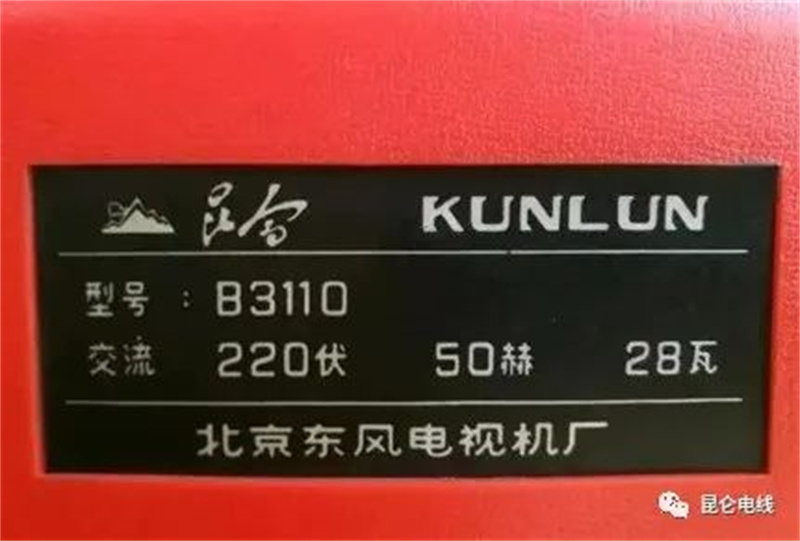 昆仑 KUNLUN
型号：B3110
交流 220伏 50赫 28瓦
北京东风电视机厂
昆仑电线